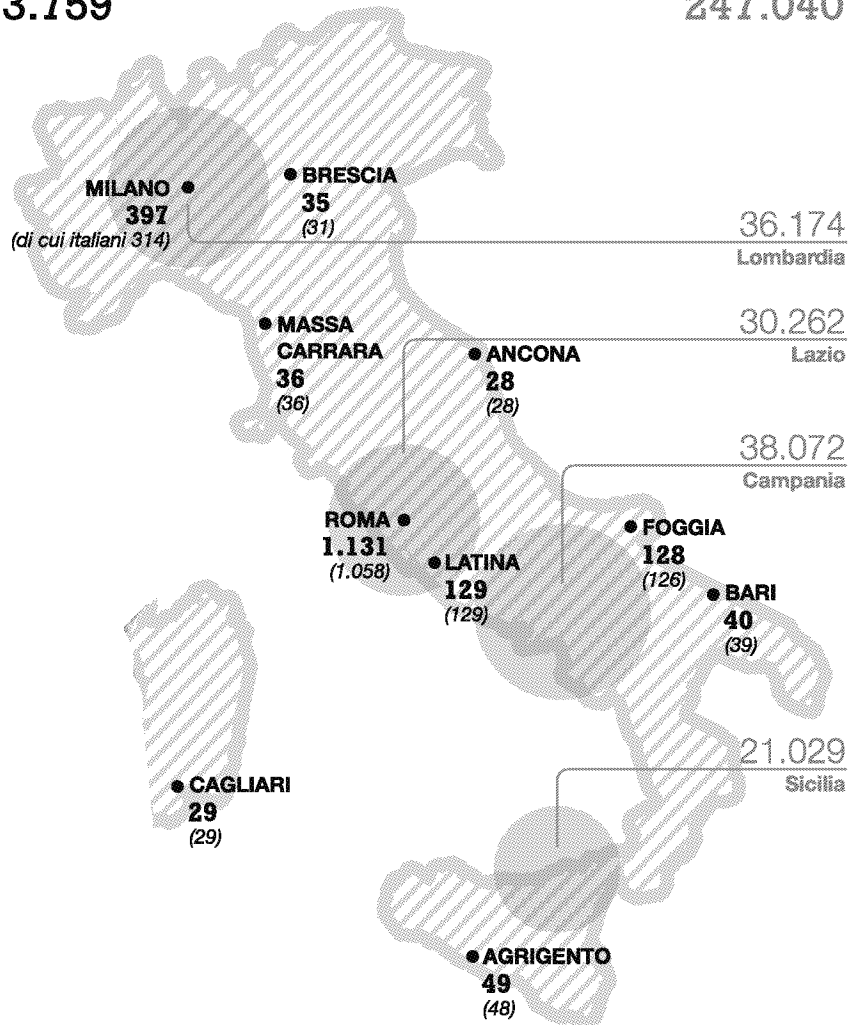 3.759
247.040
MILANO
397
(di cui italiani 314)
BRESCIA
35
(31)
36.174
Lombardia
MASSA
CARRARA
36
(36)
30.262
Lazio
ANCONA
28
(28)
38.072
Campania
ROMA
1.131
(1.058)
LATINA
129
(129)
FOGGIA
128
(126)
BARI
40
(39)
21.029
Sicilia
CAGLIARI
29
(29)
AGRIGENTO
49
(48)